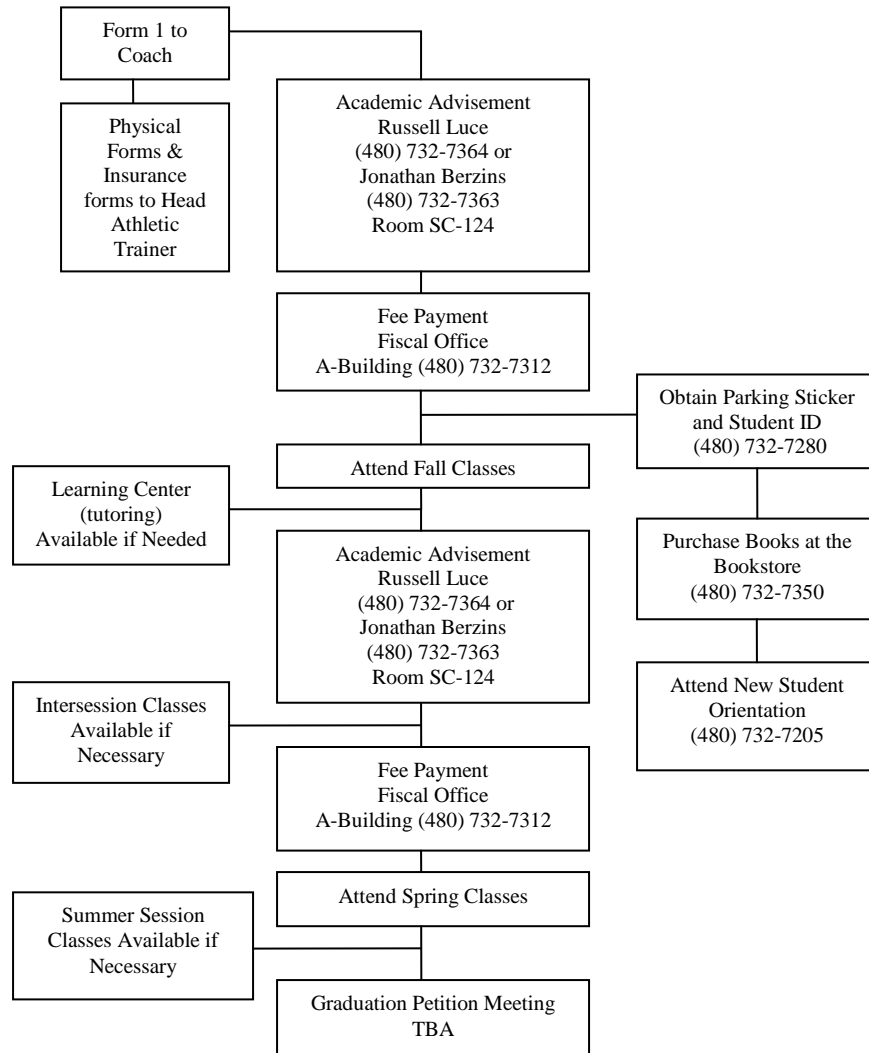 Form 1 to
Coach
Physical
Forms &
Insurance
forms to Head
Athletic
Trainer
Academic Advisement
Russell Luce
(480) 732-7364 or
Jonathan Berzins
(480) 732-7363
Room SC-124
Fee Payment
Fiscal Office
A-Building (480) 732-7312
Obtain Parking Sticker
and Student ID
(480) 732-7280
Attend Fall Classes
Learning Center
(tutoring)
Available if Needed
Purchase Books at the
Bookstore
(480) 732-7350
Academic Advisement
Russell Luce
(480) 732-7364 or
Jonathan Berzins
(480) 732-7363
Room SC-124
Attend New Student
Orientation
(480) 732-7205
Intersession Classes
Available if
Necessary
Fee Payment
Fiscal Office
A-Building (480) 732-7312
Attend Spring Classes
Summer Session
Classes Available if
Necessary
Graduation Petition Meeting
TBA